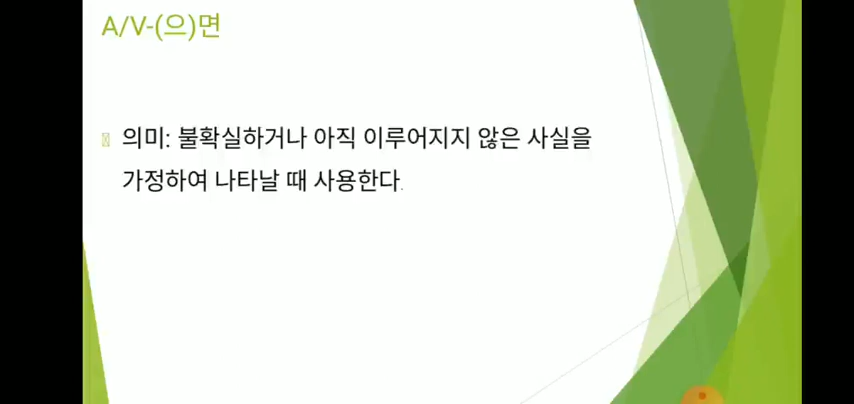 A/V-(으)면
의미: 불확실하거나 아직 이루어지지 않은 사실을
가정하여 나타날 때 사용한다.